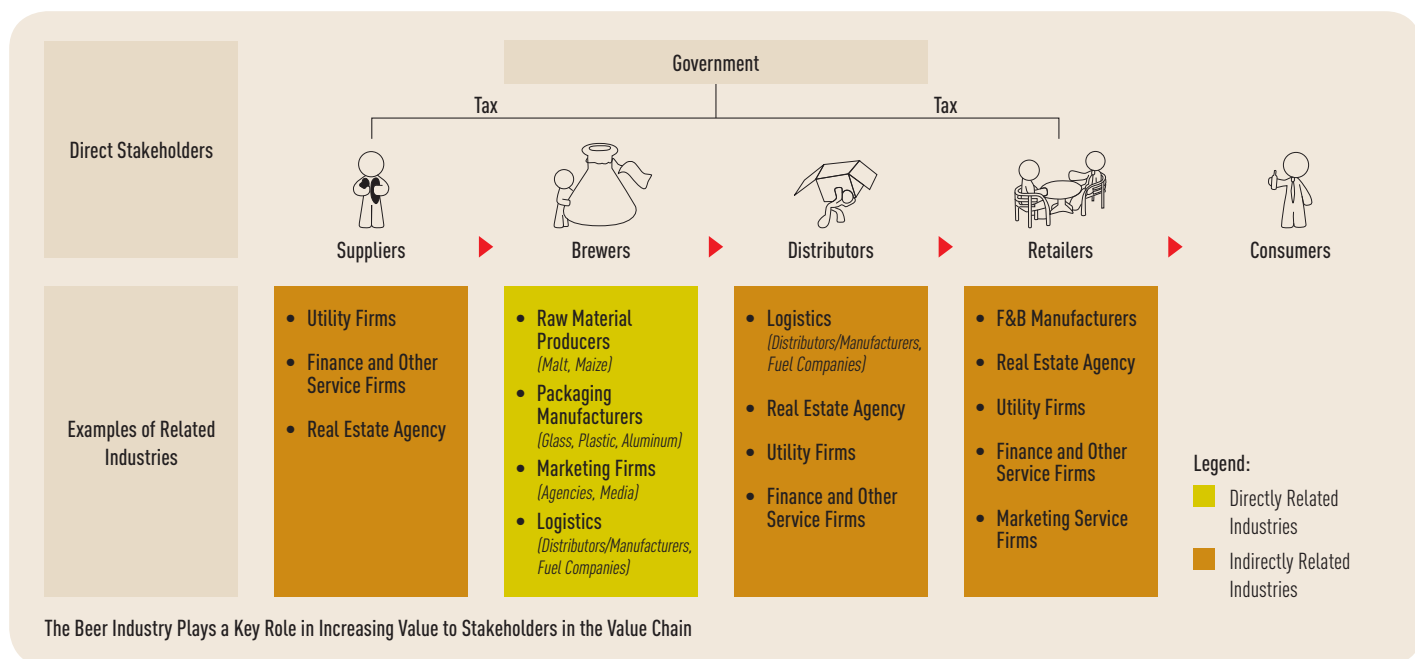 Government
Tax
Tax
Direct Stakeholders
Suppliers
Brewers
Distributors
Retailers
Consumers
Examples of Related
Industries
• Utility Firms
• Finance and Other
Service Firms
• Real Estate Agency
• Raw Material
Producers
(Malt, Maize)
• Packaging
Manufacturers
(Glass, Plastic, Aluminum)
• Marketing Firms
(Agencies, Media)
• Logistics
(Distributors/Manufacturers,
Fuel Companies)
• Logistics
(Distributors/Manufacturers,
Fuel Companies)
• Real Estate Agency
• Utility Firms
• Finance and Other
Service Firms
• F&B Manufacturers
• Real Estate Agency
• Utility Firms
• Finance and Other
Service Firms
• Marketing Service
Firms
Legend:
Directly Related
Industries
Indirectly Related
Industries
The Beer Industry Plays a Key Role in Increasing Value to Stakeholders in the Value Chain